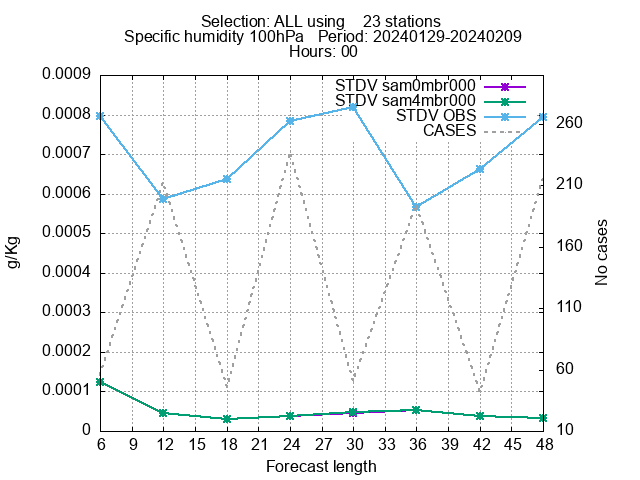 Selection: ALL using    23 stations
Specific humidity 100hPa   Period: 20240129-20240209
Hours: 00
STDV sam0mbr000
STDV sam4mbr000
STDV OBS
CASES
0.0009
0.0008
0.0007
0.0006
0.0005
0.0004
0.0003
0.0002
0.0001
0
g/Kg
260
210
160
110
60
10
No cases
6 9 12 15 18 21 24 27 30 33 36 39 42 45 48
Forecast length